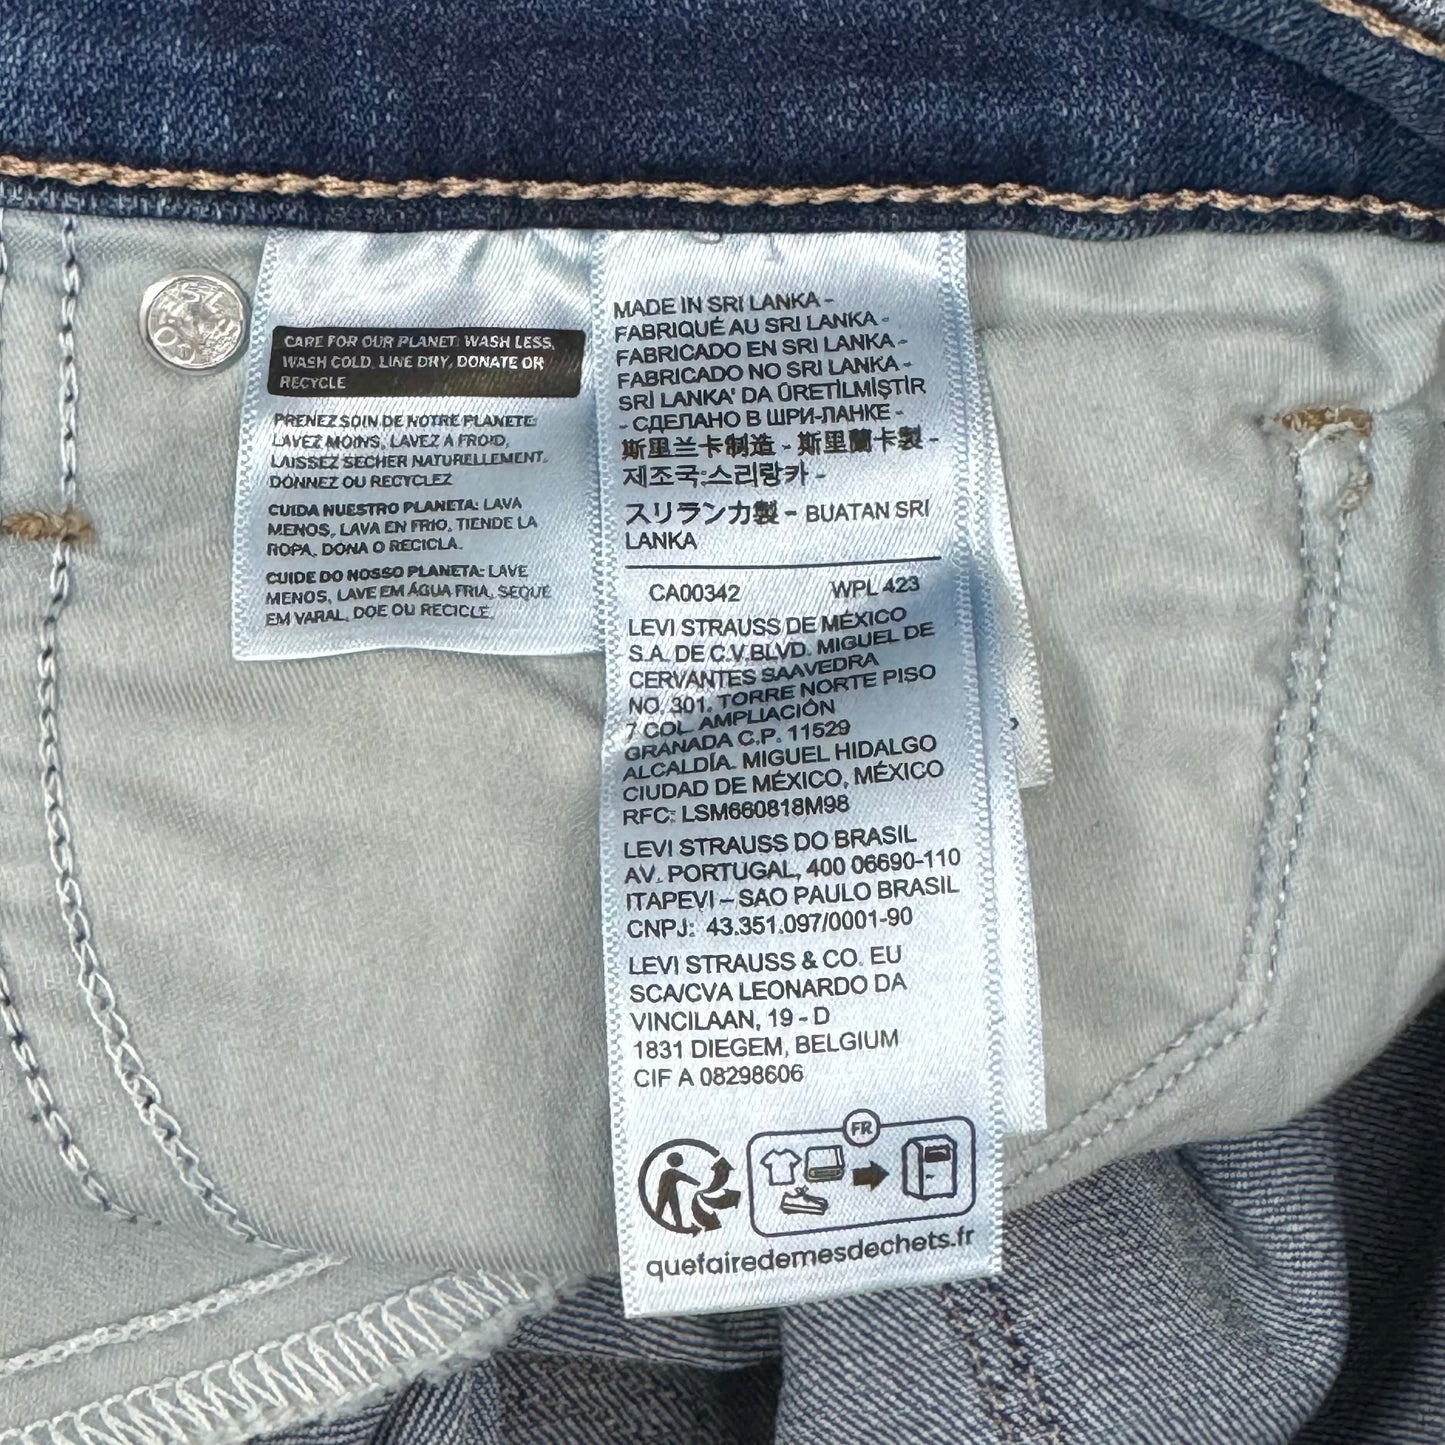 CARE FOR OUR PLANET: WASH LESS,
WASH COLD, LINE DRY, DONATE OR
RECYCLE
PRENEZ SOIN DE NOTRE PLANETE:
LAVEZ MOINS, LAVEZ A FROID,
LAISSEZ SECHER NATURELLEMENT.
DONNEZ OU RECYCLEZ
CUIDA NUESTRO PLANETA: LAVA
MENOS, LAVA EN FRIO, TIENDE LA
ROPA, DONA O RECICLA.
CUIDE DO NOSSO PLANETA: LAVE
MENOS, LAVE EM ÁGUA FRIA, SEQUE
EM VARAL, DOE OU RECICLE.
MADE IN SRI LANKA -
FABRIQUÉ AU SRI LANKA -
FABRICADO EN SRI LANKA -
FABRICADO NO SRI LANKA -
SRİ LANKA' DA ÜRETİLMİŞTİR
- СДЕЛАНО В ШРИ-ЛАНКЕ -
斯里兰卡制造 - 斯里蘭卡製 -
제조국:스리랑카 -
スリランカ製 - BUATAN SRI
LANKA
CA00342 WPL 423
LEVI STRAUSS DE MÉXICO
S.A. DE C.V.BLVD. MIGUEL DE
CERVANTES SAAVEDRA
NO. 301. TORRE NORTE PISO
7 COL. AMPLIACIÓN
GRANADA C.P. 11529
ALCALDÍA. MIGUEL HIDALGO
CIUDAD DE MÉXICO, MÉXICO
RFC: LSM660818M98
LEVI STRAUSS DO BRASIL
AV. PORTUGAL, 400 06690-110
ITAPEVI – SAO PAULO BRASIL
CNPJ: 43.351.097/0001-90
LEVI STRAUSS & CO. EU
SCA/CVA LEONARDO DA
VINCILAAN, 19 - D
1831 DIEGEM, BELGIUM
CIF A 08298606
FR
quefairedemesdechets.fr